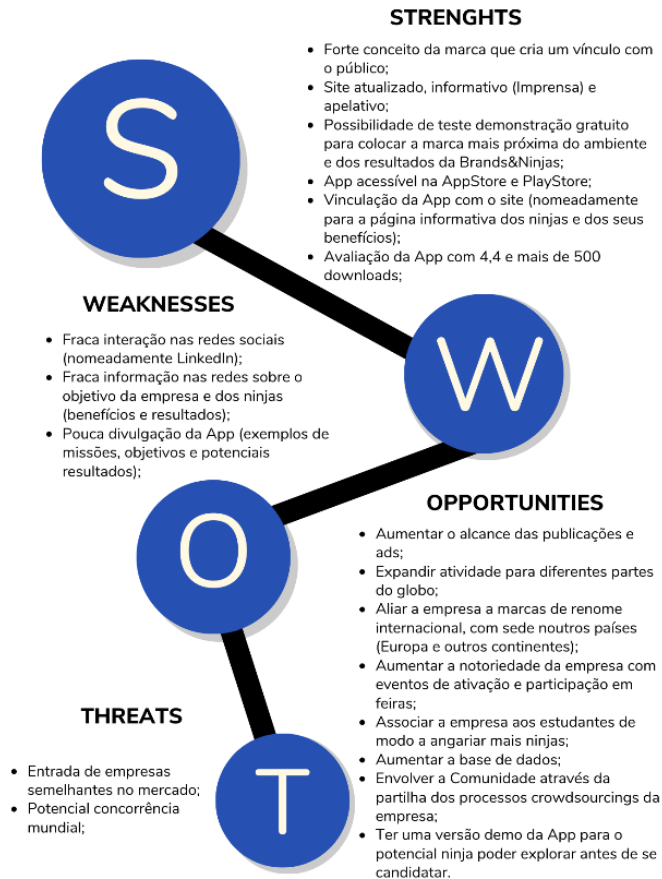 STRENGHTS
S
• Forte conceito da marca que cria um vínculo com
o público;
• Site atualizado, informativo (Imprensa) e
apelativo;
• Possibilidade de teste demonstração gratuito
para colocar a marca mais próxima do ambiente
e dos resultados da Brands&Ninjas;
• App acessível na AppStore e PlayStore;
• Vinculação da App com o site (nomeadamente
para a página informativa dos ninjas e dos seus
benefícios);
• Avaliação da App com 4,4 e mais de 500
downloads;
WEAKNESSES
W
• Fraca interação nas redes sociais
(nomeadamente LinkedIn);
• Fraca informação nas redes sobre o
objetivo da empresa e dos ninjas
(benefícios e resultados);
• Pouca divulgação da App (exemplos de
missões, objetivos e potenciais
resultados);
OPPORTUNITIES
O
• Aumentar o alcance das publicações e
ads;
• Expandir atividade para diferentes partes
do globo;
• Aliar a empresa a marcas de renome
internacional, com sede noutros países
(Europa e outros continentes);
• Aumentar a notoriedade da empresa com
eventos de ativação e participação em
feiras;
• Associar a empresa aos estudantes de
modo a angariar mais ninjas;
• Aumentar a base de dados;
• Envolver a Comunidade através da
partilha dos processos crowdsourcings da
empresa;
• Ter uma versão demo da App para o
potencial ninja poder explorar antes de se
candidatar.
THREATS
T
• Entrada de empresas
semelhantes no mercado;
• Potencial concorrência
mundial;